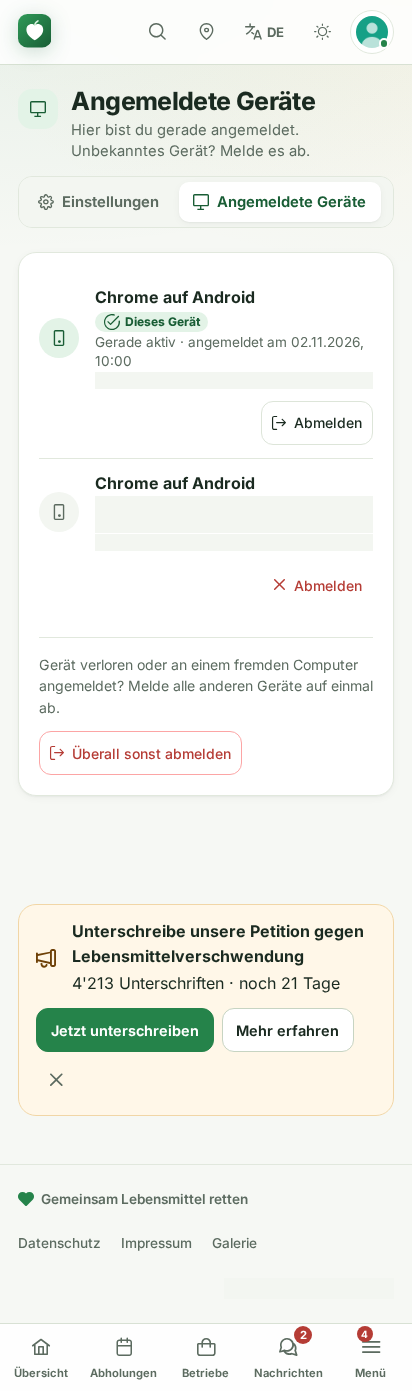 DE
Angemeldete Geräte
Hier bist du gerade angemeldet.
Unbekanntes Gerät? Melde es ab.
Einstellungen
Angemeldete Geräte
Chrome auf Android
Dieses Gerät
Gerade aktiv · angemeldet am 02.11.2026,
10:00
Abmelden
Chrome auf Android
Abmelden
Gerät verloren oder an einem fremden Computer
angemeldet? Melde alle anderen Geräte auf einmal
ab.
Überall sonst abmelden
Unterschreibe unsere Petition gegen
Lebensmittelverschwendung
4'213 Unterschriften · noch 21 Tage
Jetzt unterschreiben
Mehr erfahren
Gemeinsam Lebensmittel retten
Datenschutz Impressum Galerie
2 4
Übersicht Abholungen Betriebe Nachrichten Menü